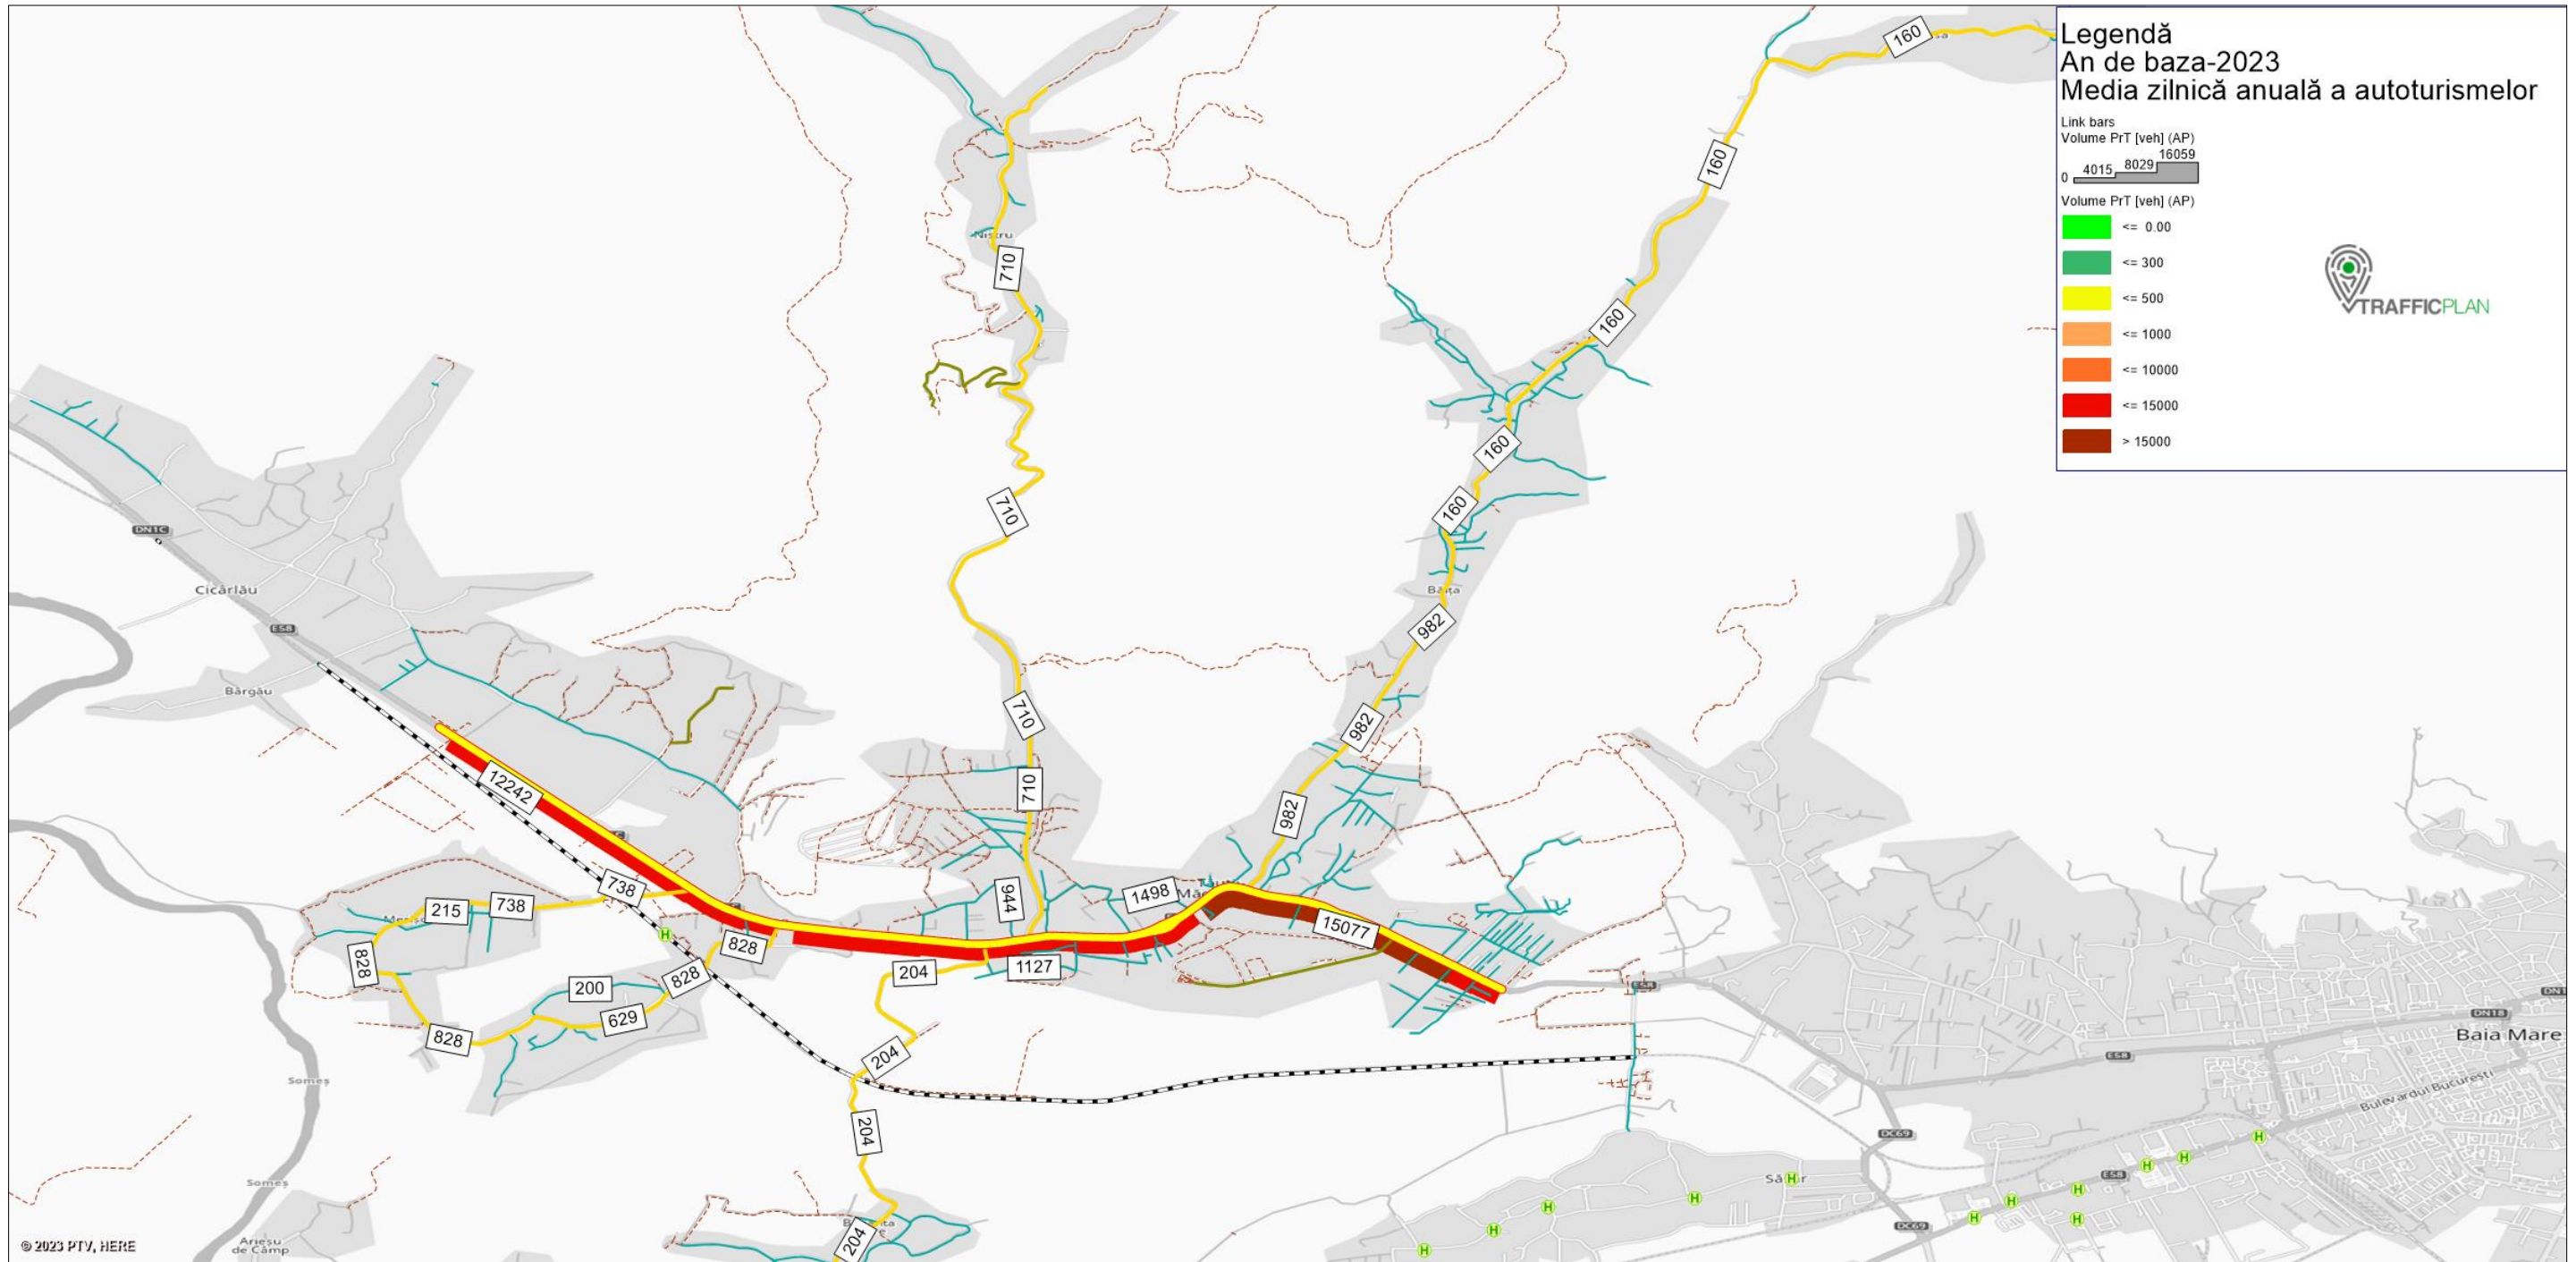 Legendă
An de baza-2023
Media zilnică anuală a autoturismelor
Link bars
Volume PrT [veh] (AP)
0 4015 8029 16059
Volume PrT [veh] (AP)
<= 0.00
<= 300
<= 500
<= 1000
<= 10000
<= 15000
> 15000
TRAFFICPLAN
160
160
160
160
160
Nistru
710
710
710
710
DN1C
Cicârlău
E58
Bârgău
Băița
982
982
982
12242
738
738
215
828
828
828
828
200
629
944
1498
1127
15077
204
204
204
204
H
E58
DN18
Baia Mare
E58
Bulevardul București
DC69
E58
DC69
Someș
Someș
Arieșu
de Câmp
H
H
H
H
H
H
H
H
H
H
H
H
© 2023 PTV, HERE